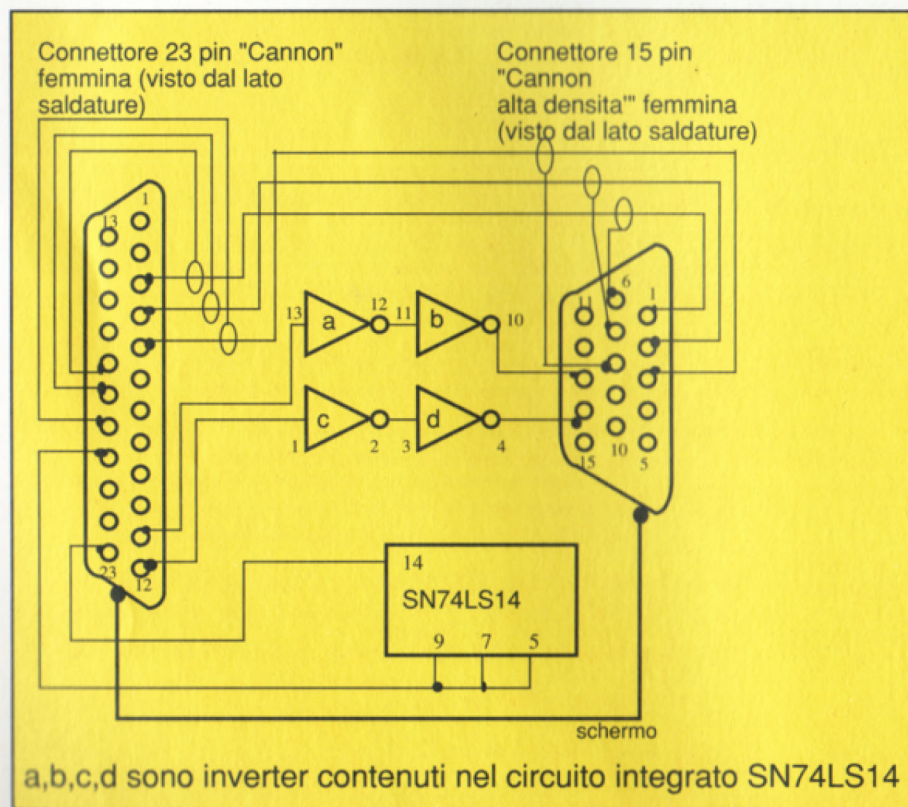 Connettore 23 pin "Cannon"
femmina (visto dal lato
saldature)
Connettore 15 pin
"Cannon
alta densita'" femmina
(visto dal lato saldature)
1
13
6
11
1
13
a
12
11
b
10
c
d
1
2
3
4
15
10
5
23
12
14
SN74LS14
9
7
5
schermo
a,b,c,d sono inverter contenuti nel circuito integrato SN74LS14